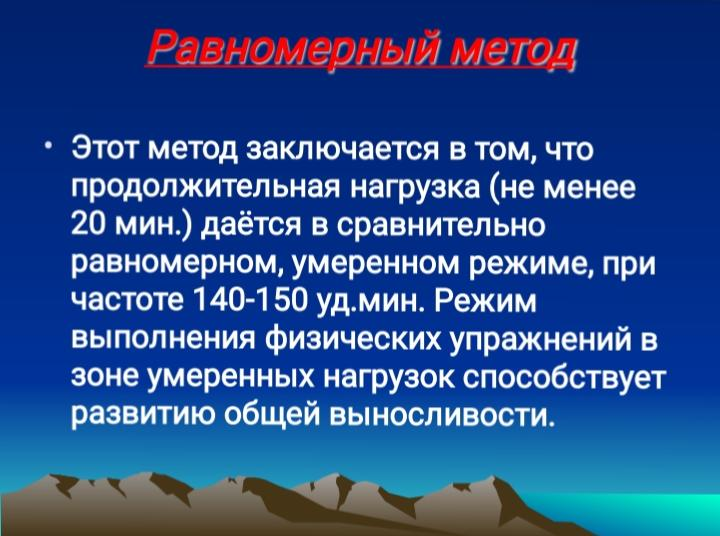 Равномерный метод
• Этот метод заключается в том, что
продолжительная нагрузка (не менее
20 мин.) даётся в сравнительно
равномерном, умеренном режиме, при
частоте 140-150 уд.мин. Режим
выполнения физических упражнений в
зоне умеренных нагрузок способствует
развитию общей выносливости.